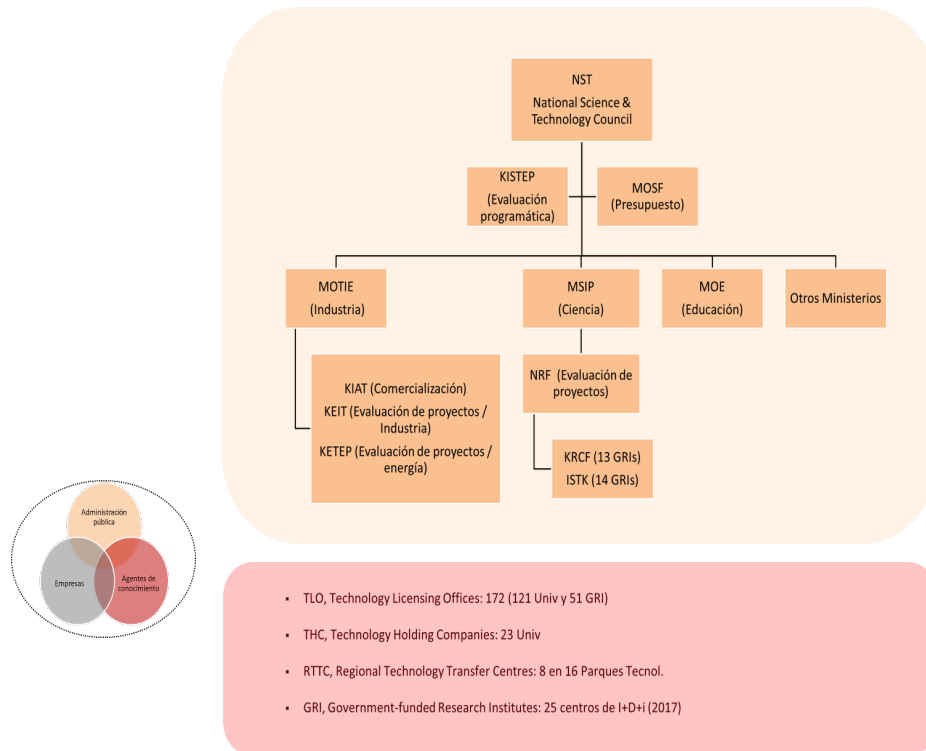 NST
National Science &
Technology Council
KISTEP
(Evaluación
programática)
MOSF
(Presupuesto)
MOTIE
(Industria)
MSIP
(Ciencia)
MOE
(Educación)
Otros Ministerios
KIAT (Comercialización)
KEIT (Evaluación de proyectos /
Industria)
KETEP (Evaluación de proyectos /
energía)
NRF (Evaluación de
proyectos)
KRCF (13 GRIs)
ISTK (14 GRIs)
Administración
pública
Empresas
Agentes de
conocimiento
▪ TLO, Technology Licensing Offices: 172 (121 Univ y 51 GRI)
▪ THC, Technology Holding Companies: 23 Univ
▪ RTTC, Regional Technology Transfer Centres: 8 en 16 Parques Tecnol.
▪ GRI, Government-funded Research Institutes: 25 centros de I+D+i (2017)